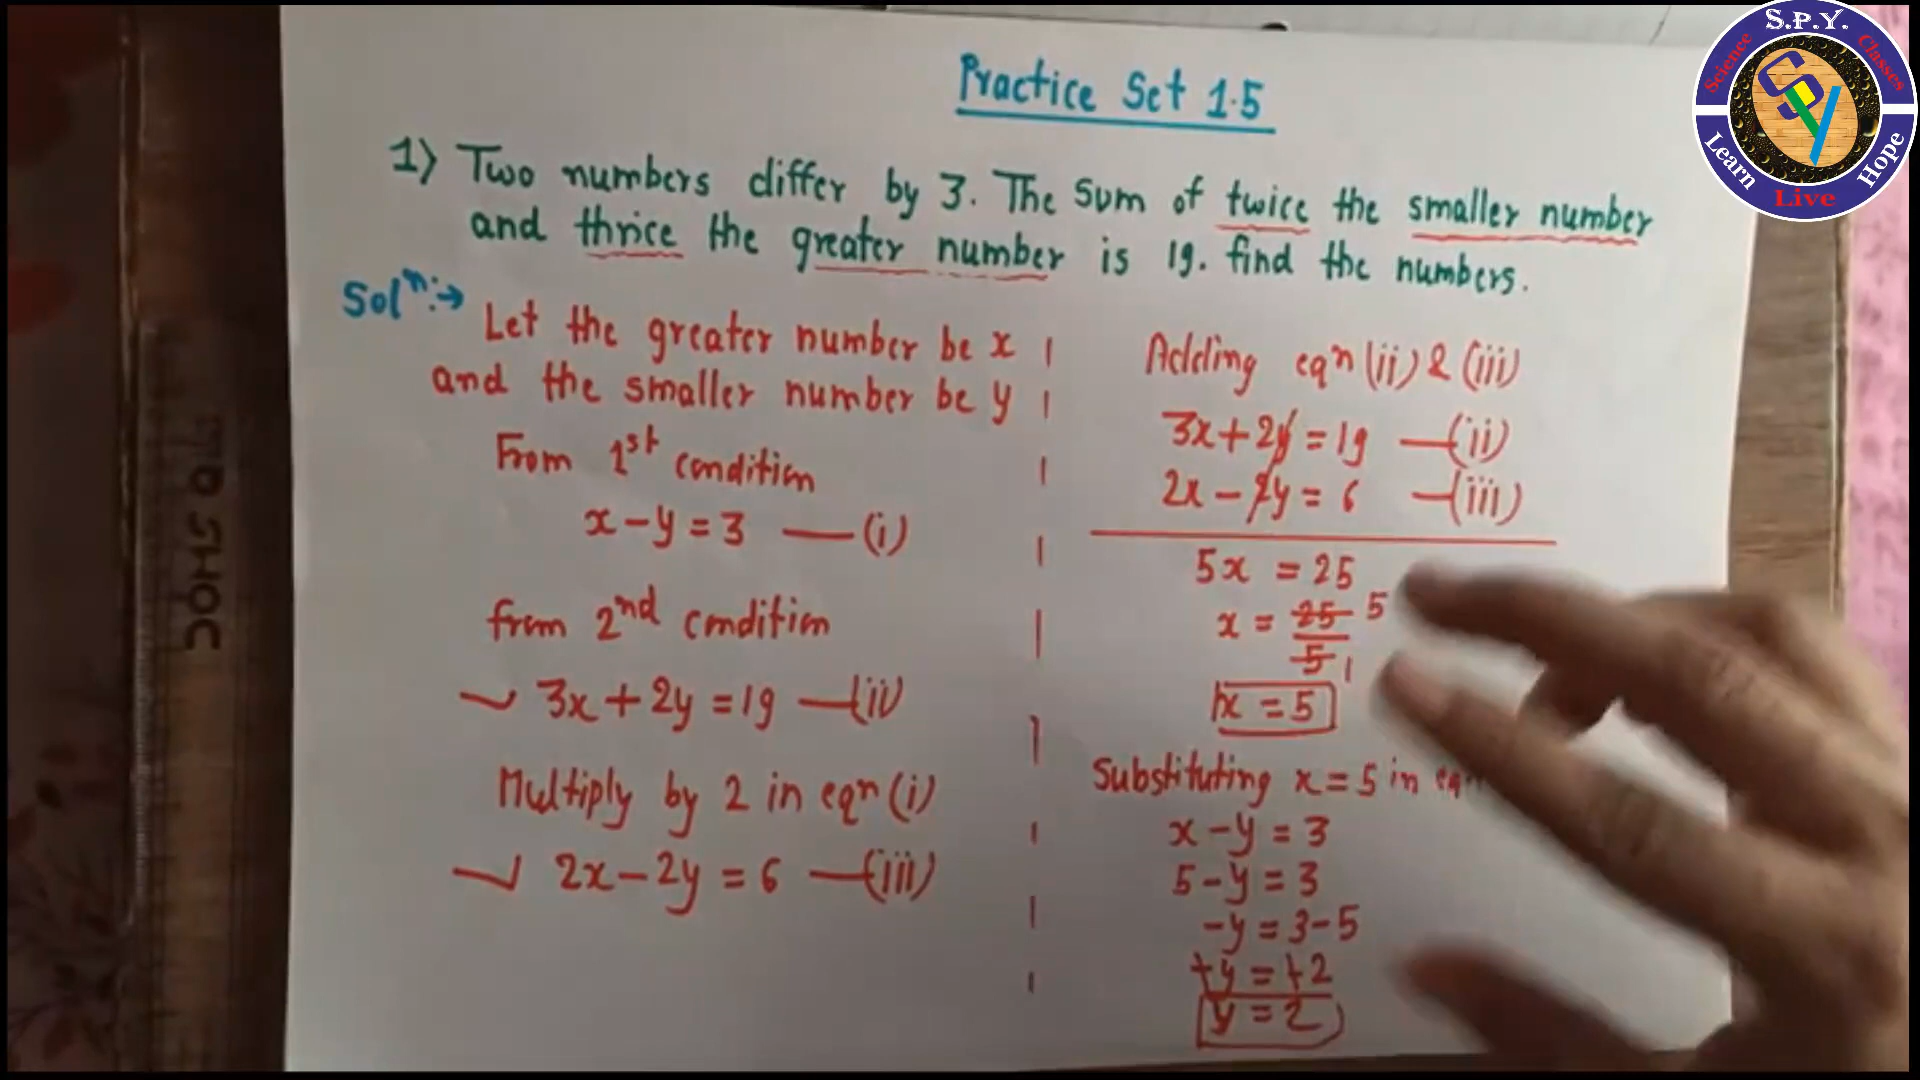 Practice Set 1.5
1) Two numbers differ by 3. The Sum of twice the smaller number
and thrice the greater number is 19. find the numbers.
Solⁿ:→
Let the greater number be x
and the smaller number be y
From 1st condition
x - y = 3 — (i)
from 2nd condition
3x + 2y = 19 — (ii)
Multiply by 2 in eqn (i)
2x - 2y = 6 — (iii)
Adding eqn (ii) & (iii)
3x + 2y = 19 — (ii)
2x - 2y = 6 — (iii)
5x = 25
x = 25 5
5 1
x = 5
Substituting x = 5 in eqn
x - y = 3
5 - y = 3
-y = 3 - 5
+y = +2
y = 2
S.P.Y.
Science
Classes
SPY
Learn
Live
Hope